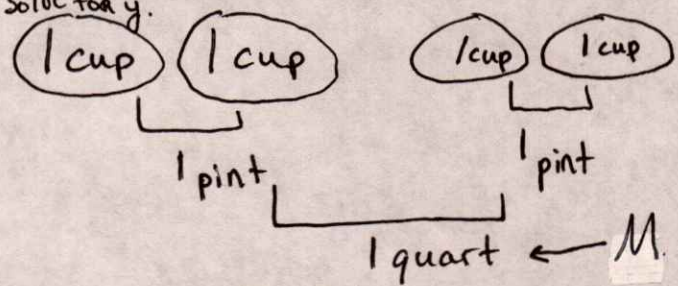 solve for y.
1 cup 1 cup 1 cup 1 cup
1 pint 1 pint
1 quart ← M.